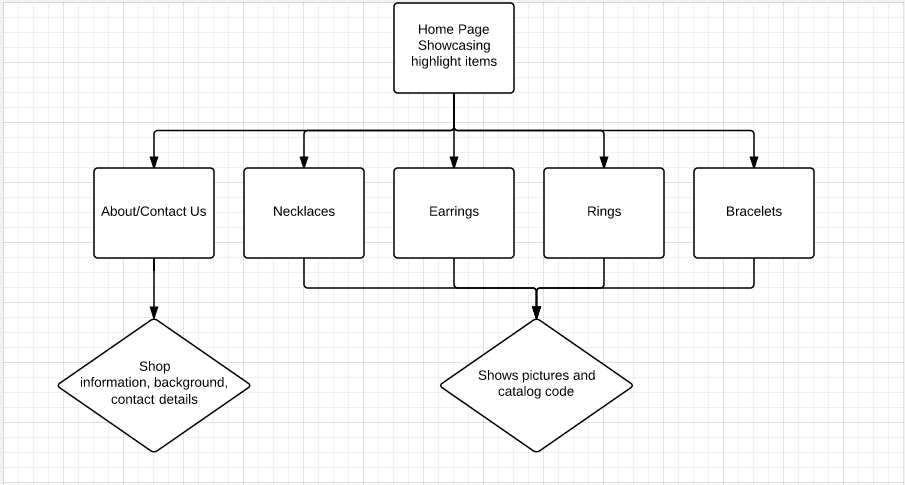 Home Page
Showcasing
highlight items
About/Contact Us
Necklaces
Earrings
Rings
Bracelets
Shop
information, background,
contact details
Shows pictures and
catalog code